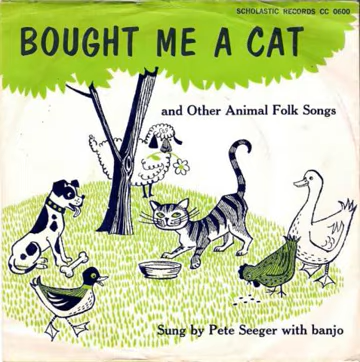 SCHOLASTIC RECORDS CC 0600
BOUGHT ME A CAT
and Other Animal Folk Songs
Sung by Pete Seeger with banjo